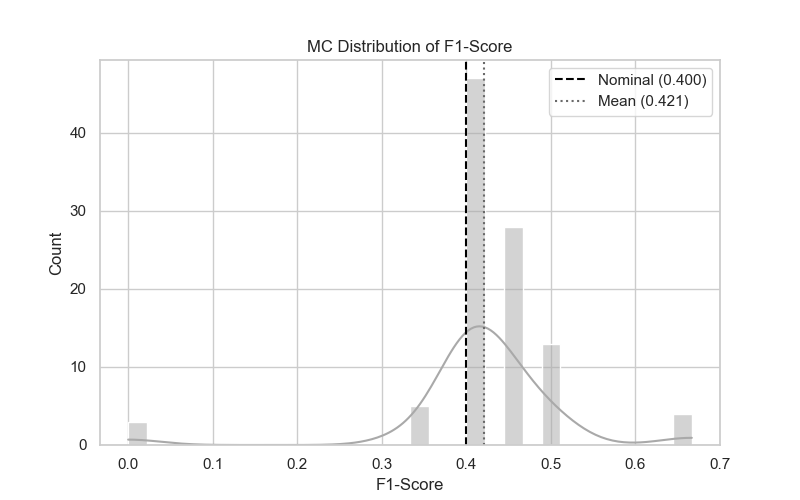 MC Distribution of F1-Score
Nominal (0.400)
Mean (0.421)
Count
40
30
20
10
0
0.0 0.1 0.2 0.3 0.4 0.5 0.6 0.7
F1-Score